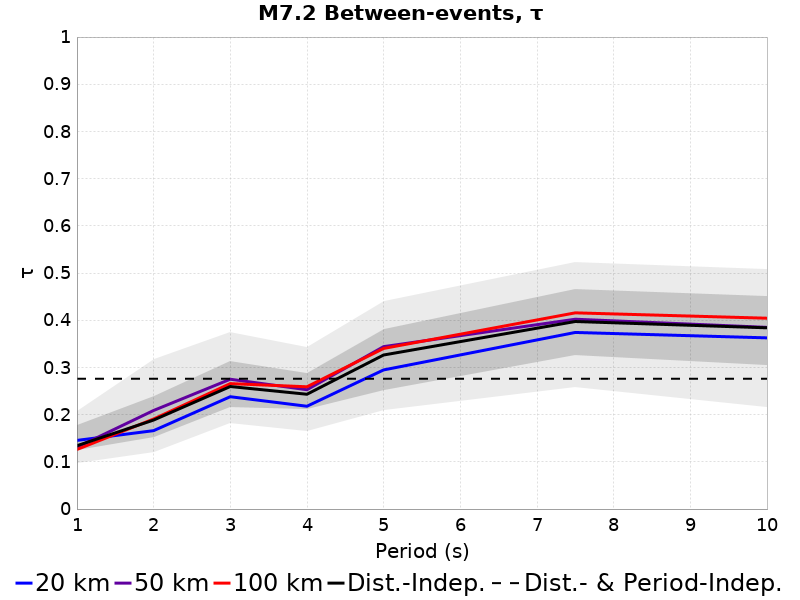 M7.2 Between-events, τ
1
0.9
0.8
0.7
0.6
0.5
0.4
0.3
0.2
0.1
0
τ
1 2 3 4 5 6 7 8 9 10
Period (s)
20 km 50 km 100 km Dist.-Indep. Dist.- & Period-Indep.